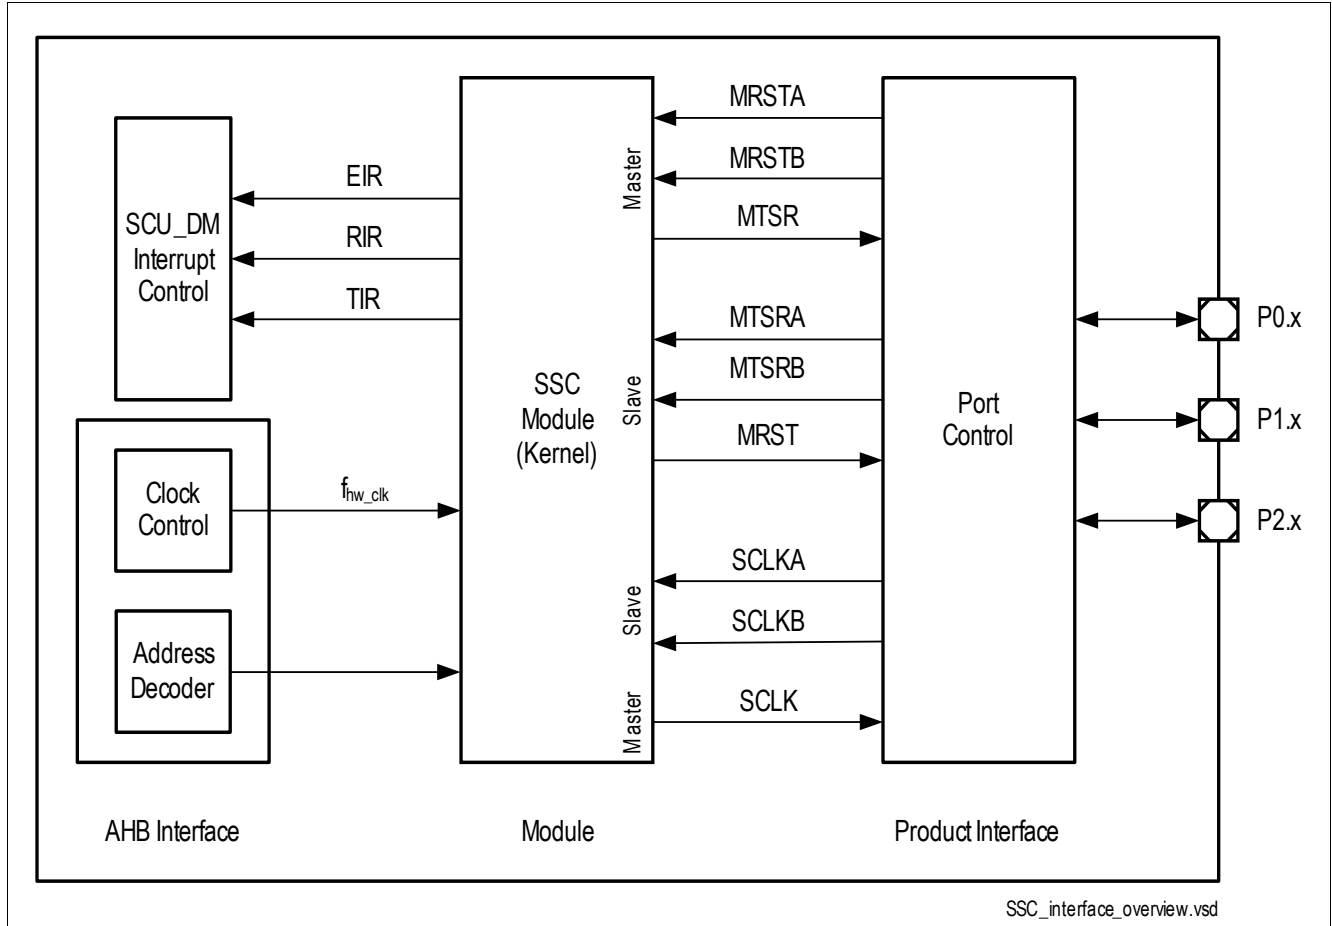 MRSTA
MRSTB
MTSR
Master
EIR
RIR
TIR
SCU_DM
Interrupt
Control
MTSRA
MTSRB
MRST
Slave
SSC
Module
(Kernel)
Port
Control
P0.x
P1.x
P2.x
Clock
Control
fhw_clk
SCLKA
SCLKB
Slave
Address
Decoder
SCLK
Master
AHB Interface
Module
Product Interface
SSC_interface_overview.vsd